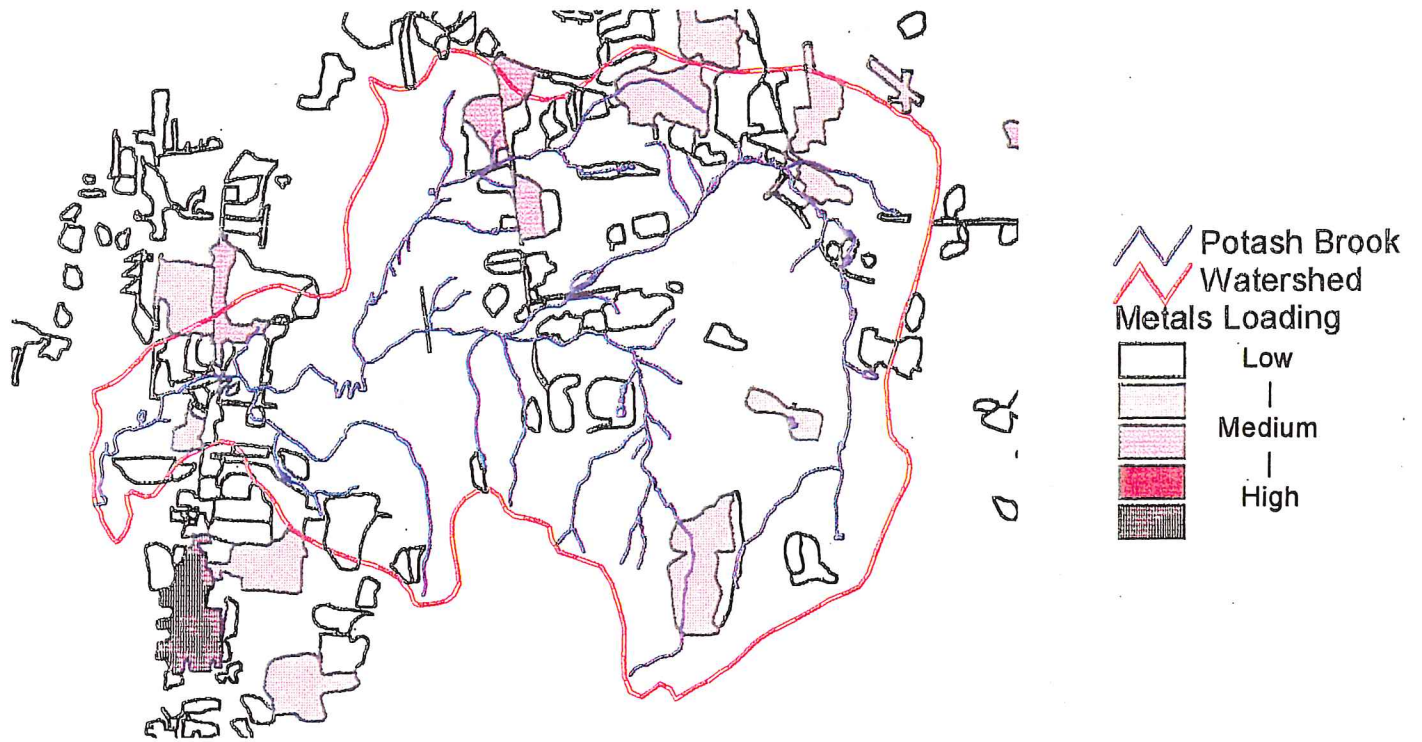 Potash Brook
Watershed
Metals Loading
Low
Medium
High